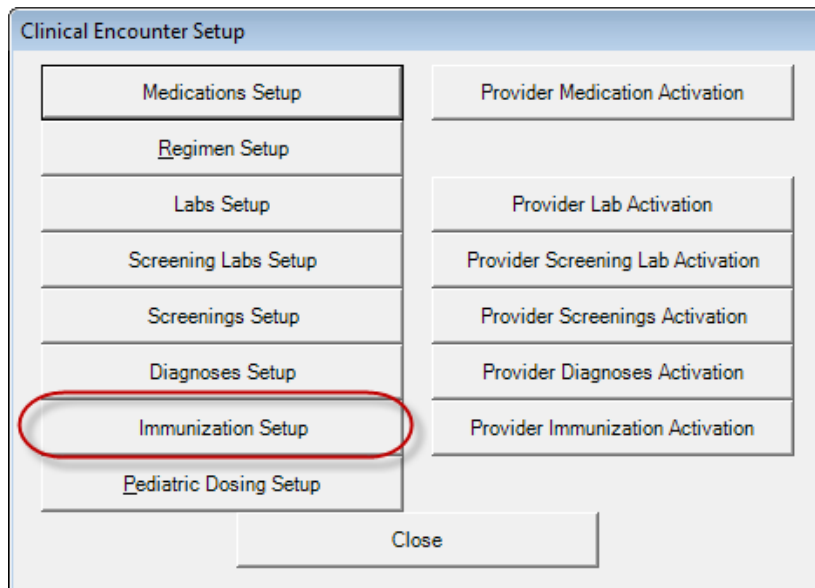 Clinical Encounter Setup
Medications Setup
Provider Medication Activation
Regimen Setup
Labs Setup
Provider Lab Activation
Screening Labs Setup
Provider Screening Lab Activation
Screenings Setup
Provider Screenings Activation
Diagnoses Setup
Provider Diagnoses Activation
Immunization Setup
Provider Immunization Activation
Pediatric Dosing Setup
Close